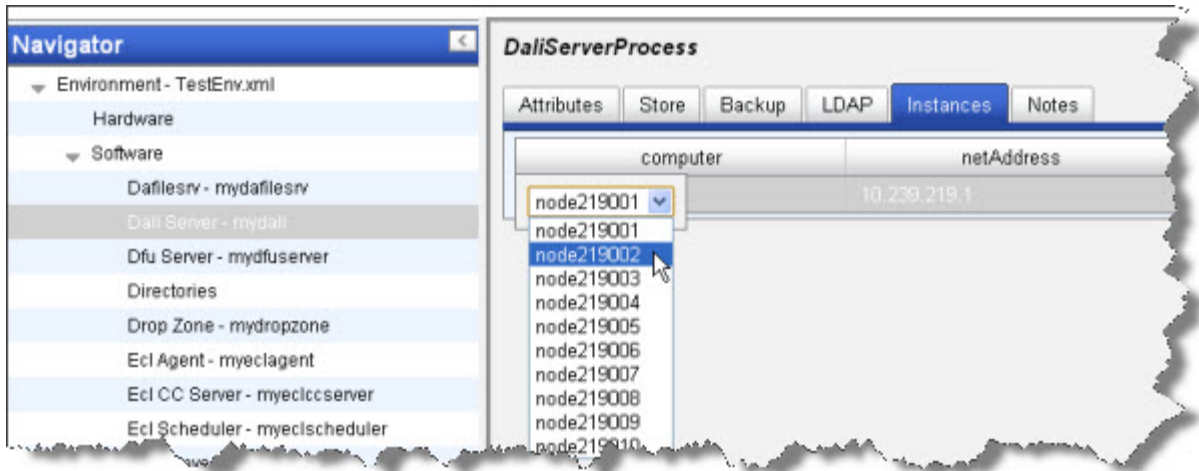 Navigator
Environment - TestEnv.xml
Hardware
Software
Dafilesrv - mydafilesrv
Dali Server - mydali
Dfu Server - mydfuserver
Directories
Drop Zone - mydropzone
Ecl Agent - myeclagent
Ecl CC Server - myeclccserver
Ecl Scheduler - myeclscheduler
DaliServerProcess
Attributes Store Backup LDAP Instances Notes
computer netAddress
node219001 10.239.219.1
node219001
node219002
node219003
node219004
node219005
node219006
node219007
node219008
node219009
node219010